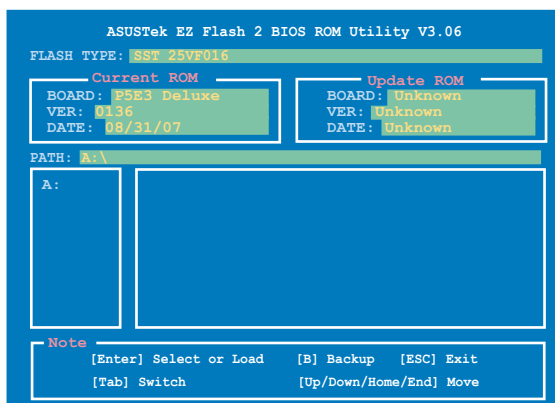 ASUSTek EZ Flash 2 BIOS ROM Utility V3.06
FLASH TYPE: SST 25VF016
Current ROM
BOARD: P5E3 Deluxe
VER: 0136
DATE: 08/31/07
Update ROM
BOARD: Unknown
VER: Unknown
DATE: Unknown
PATH: A:\
A:
Note
[Enter] Select or Load [B] Backup [ESC] Exit
[Tab] Switch [Up/Down/Home/End] Move